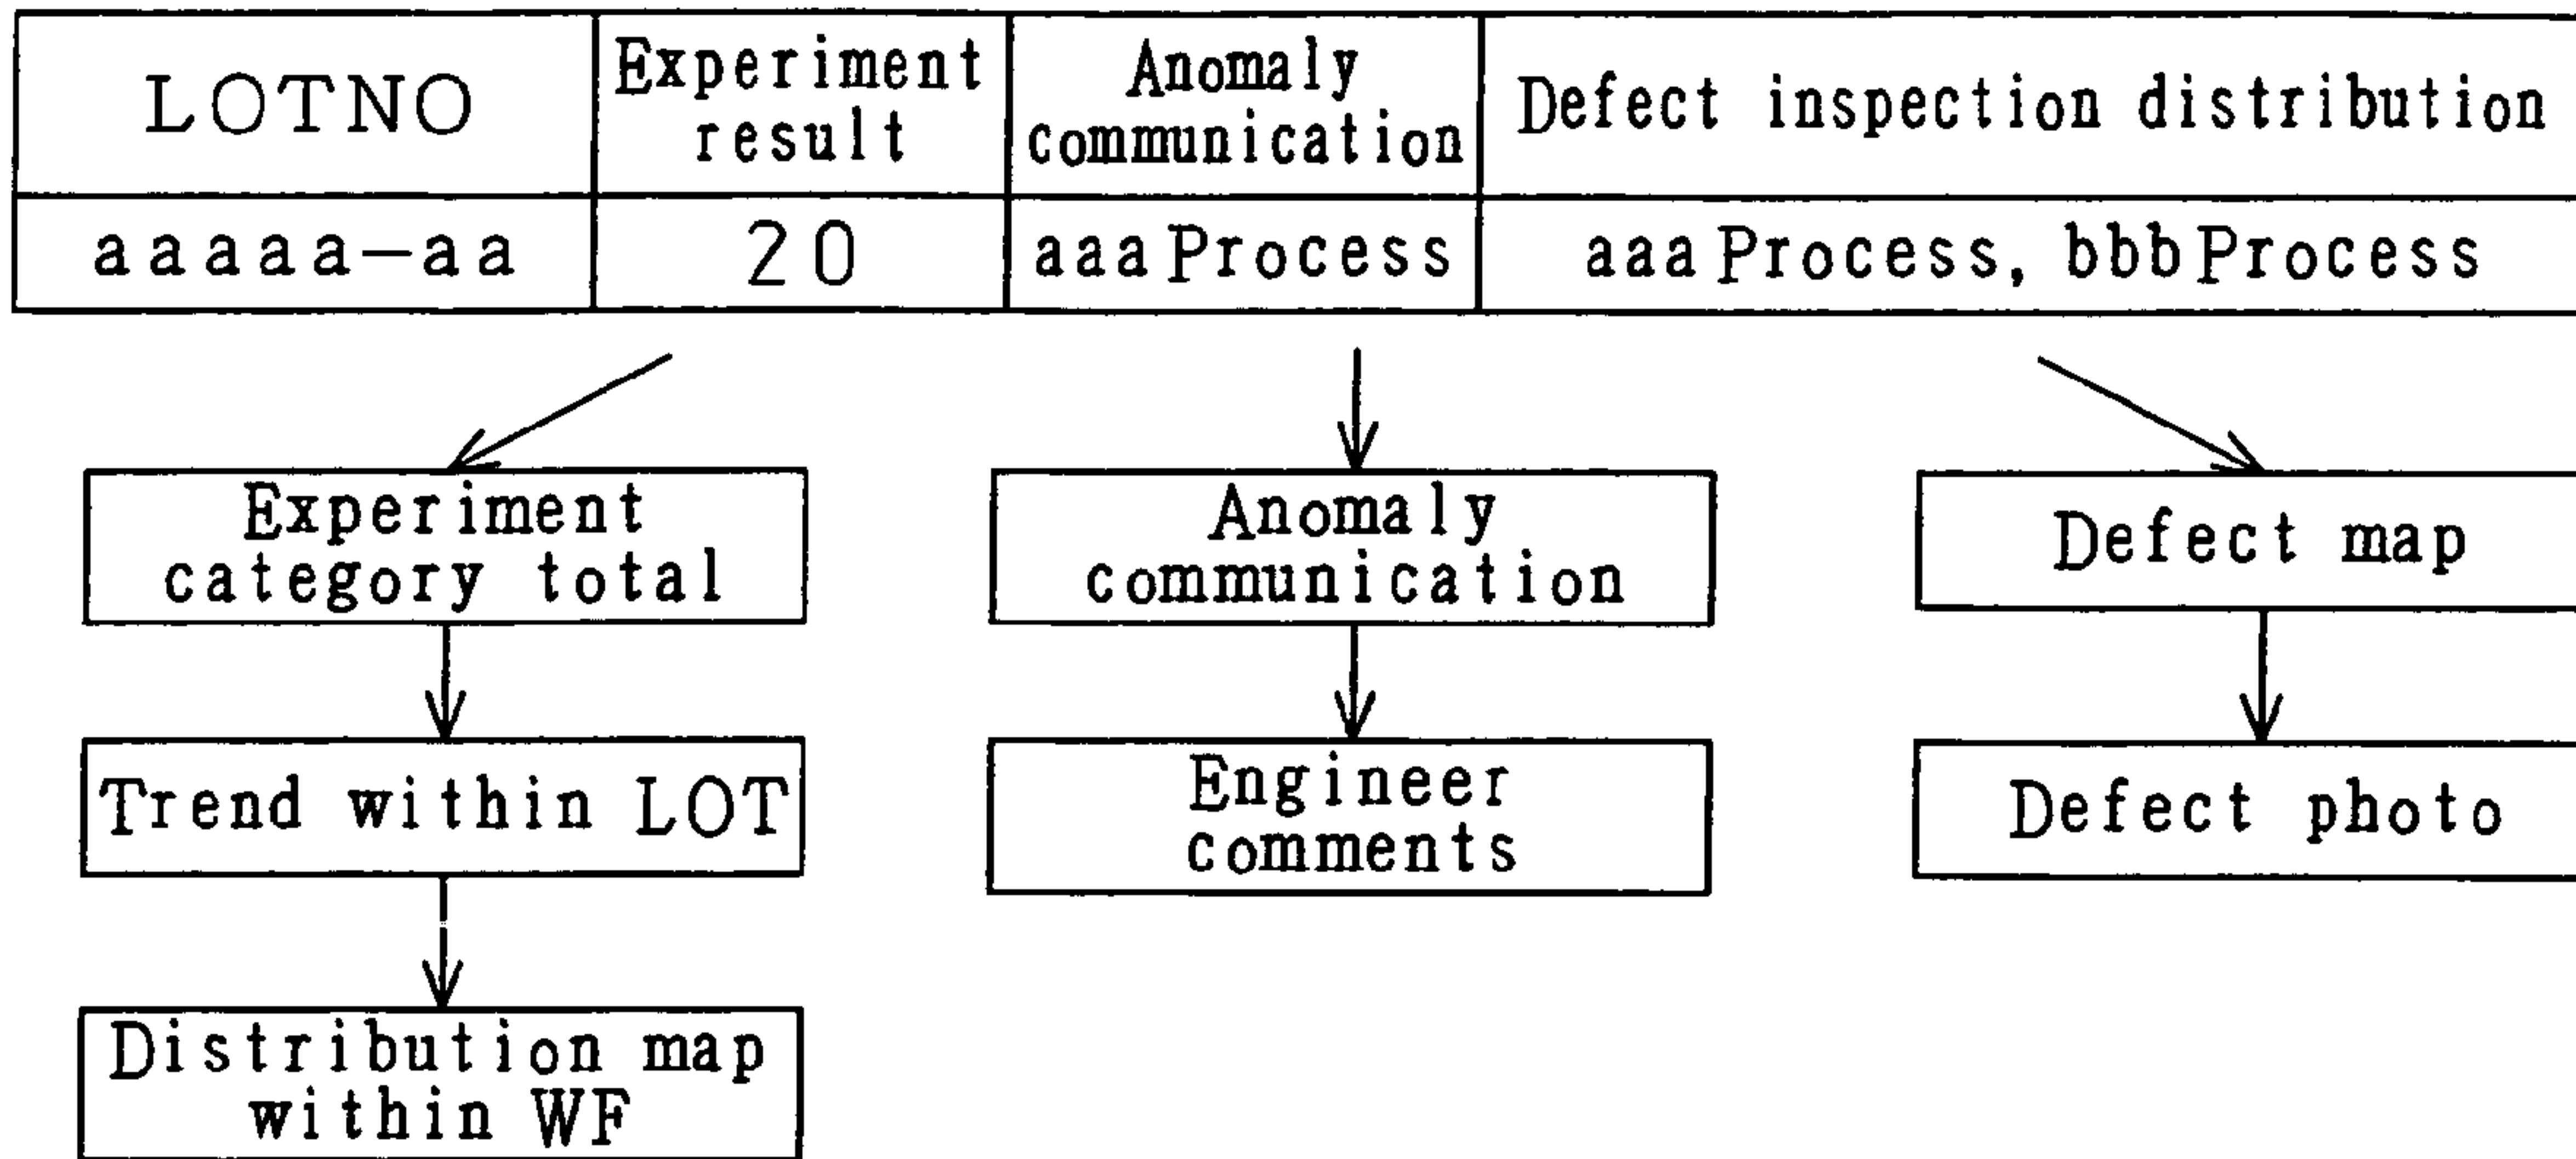 LOTNO
Experiment
result
Anomaly
communication
Defect inspection distribution
aaaaa-aa
20
aaaProcess
aaaProcess, bbbProcess
Experiment
category total
Anomaly
communication
Defect map
Trend within LOT
Engineer
comments
Defect photo
Distribution map
within WF